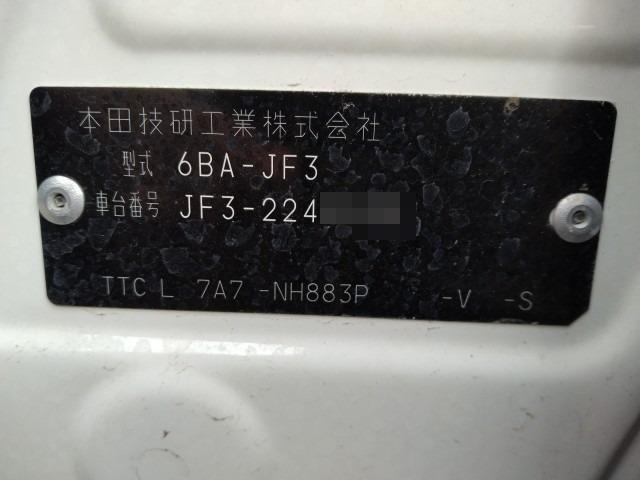 本田技研工業株式会社
型式 6BA-JF3
車台番号 JF3-224
TTC L 7A7 -NH883P -V -S